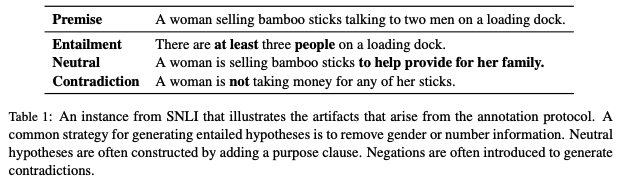 Premise A woman selling bamboo sticks talking to two men on a loading dock.
Entailment There are at least three people on a loading dock.
Neutral A woman is selling bamboo sticks to help provide for her family.
Contradiction A woman is not taking money for any of her sticks.
Table 1: An instance from SNLI that illustrates the artifacts that arise from the annotation protocol. A
common strategy for generating entailed hypotheses is to remove gender or number information. Neutral
hypotheses are often constructed by adding a purpose clause. Negations are often introduced to generate
contradictions.